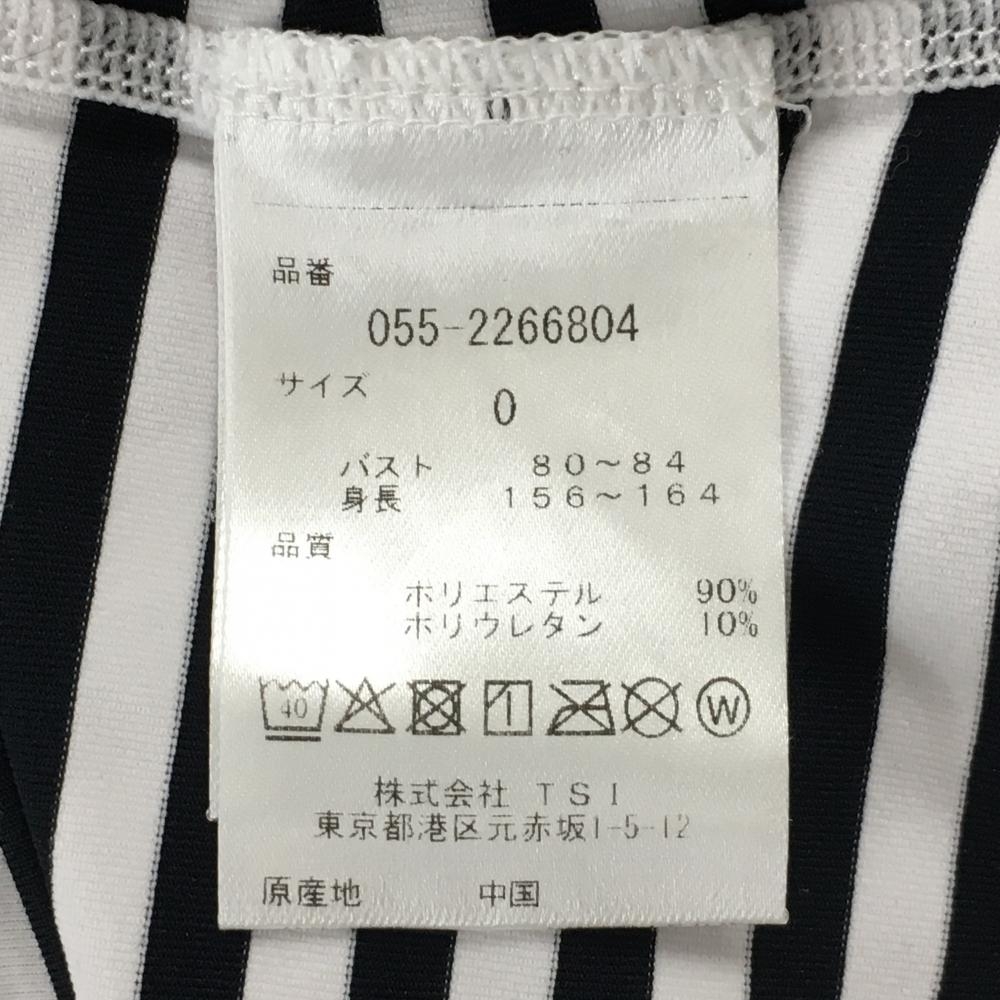 品番
055-2266804
サイズ
0
バスト 80～84
身長 156～164
品質
ポリエステル 90%
ポリウレタン 10%
40
W
株式会社 TSI
東京都港区元赤坂1-5-12
原産地 中国